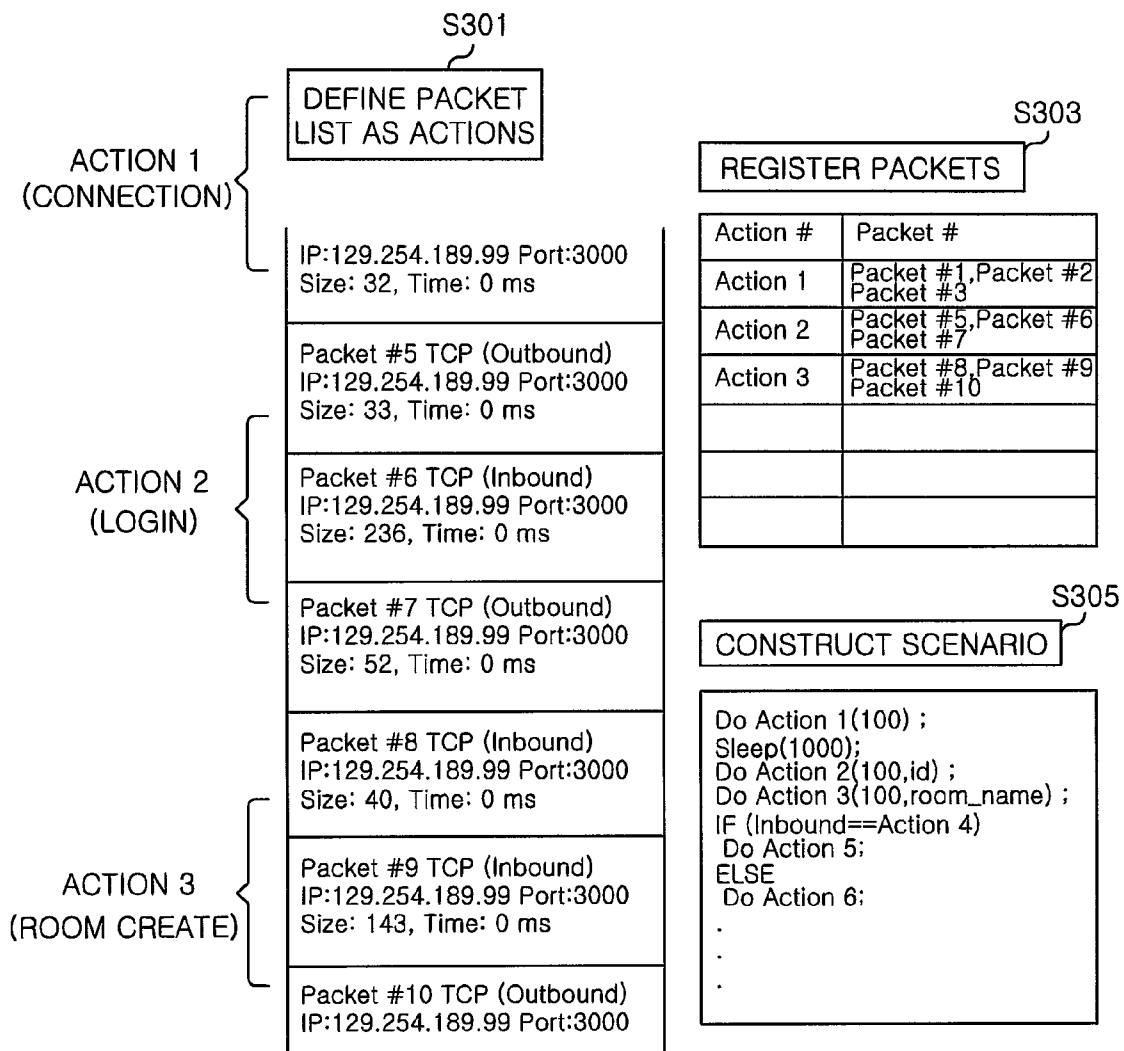 S301
DEFINE PACKET
LIST AS ACTIONS
ACTION 1
(CONNECTION)
IP:129.254.189.99 Port:3000
Size: 32, Time: 0 ms
Packet #5 TCP (Outbound)
IP:129.254.189.99 Port:3000
Size: 33, Time: 0 ms
ACTION 2
(LOGIN)
Packet #6 TCP (Inbound)
IP:129.254.189.99 Port:3000
Size: 236, Time: 0 ms
Packet #7 TCP (Outbound)
IP:129.254.189.99 Port:3000
Size: 52, Time: 0 ms
Packet #8 TCP (Inbound)
IP:129.254.189.99 Port:3000
Size: 40, Time: 0 ms
ACTION 3
(ROOM CREATE)
Packet #9 TCP (Inbound)
IP:129.254.189.99 Port:3000
Size: 143, Time: 0 ms
Packet #10 TCP (Outbound)
IP:129.254.189.99 Port:3000
S303
REGISTER PACKETS
Action # Packet #
Action 1 Packet #1,Packet #2
Packet #3
Action 2 Packet #5,Packet #6
Packet #7
Action 3 Packet #8,Packet #9
Packet #10
S305
CONSTRUCT SCENARIO
Do Action 1(100) ;
Sleep(1000);
Do Action 2(100,id) ;
Do Action 3(100,room_name) ;
IF (Inbound==Action 4)
Do Action 5;
ELSE
Do Action 6;
.
.
.